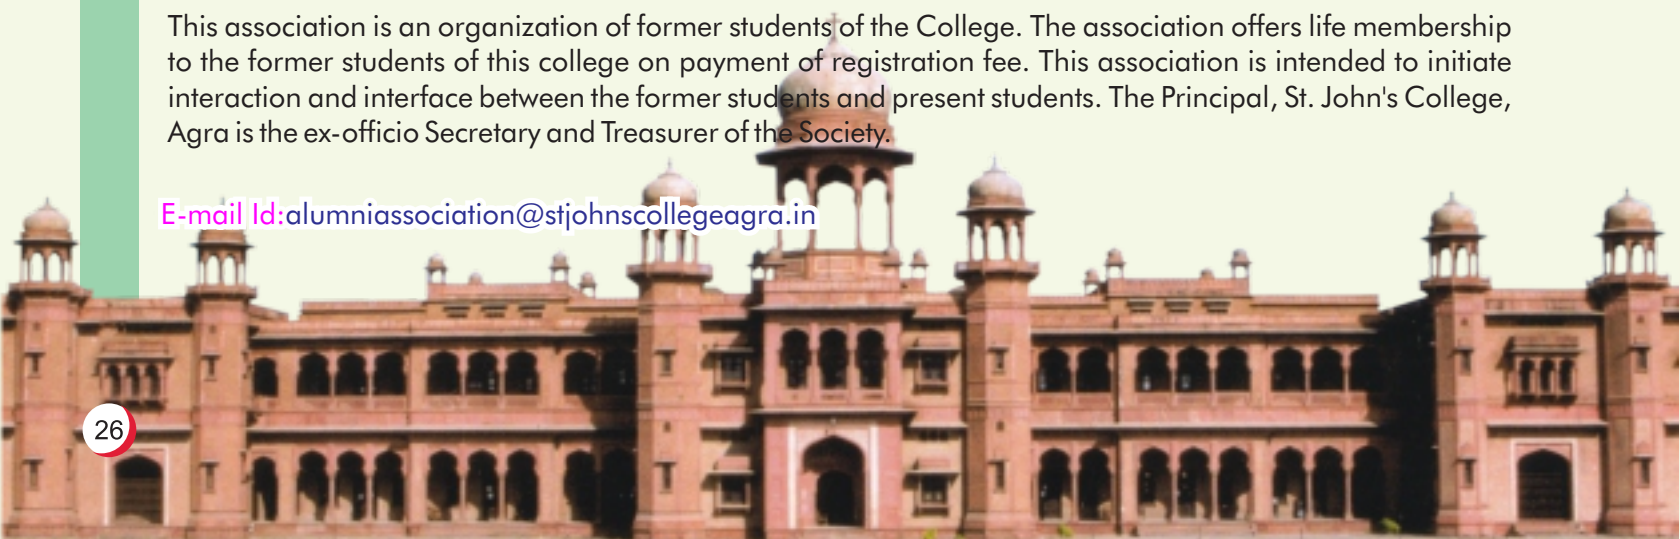 This association is an organization of former students of the College. The association offers life membership
to the former students of this college on payment of registration fee. This association is intended to initiate
interaction and interface between the former students and present students. The Principal, St. John's College,
Agra is the ex-officio Secretary and Treasurer of the Society.
E-mail Id:alumniassociation@stjohnscollegeagra.in
26